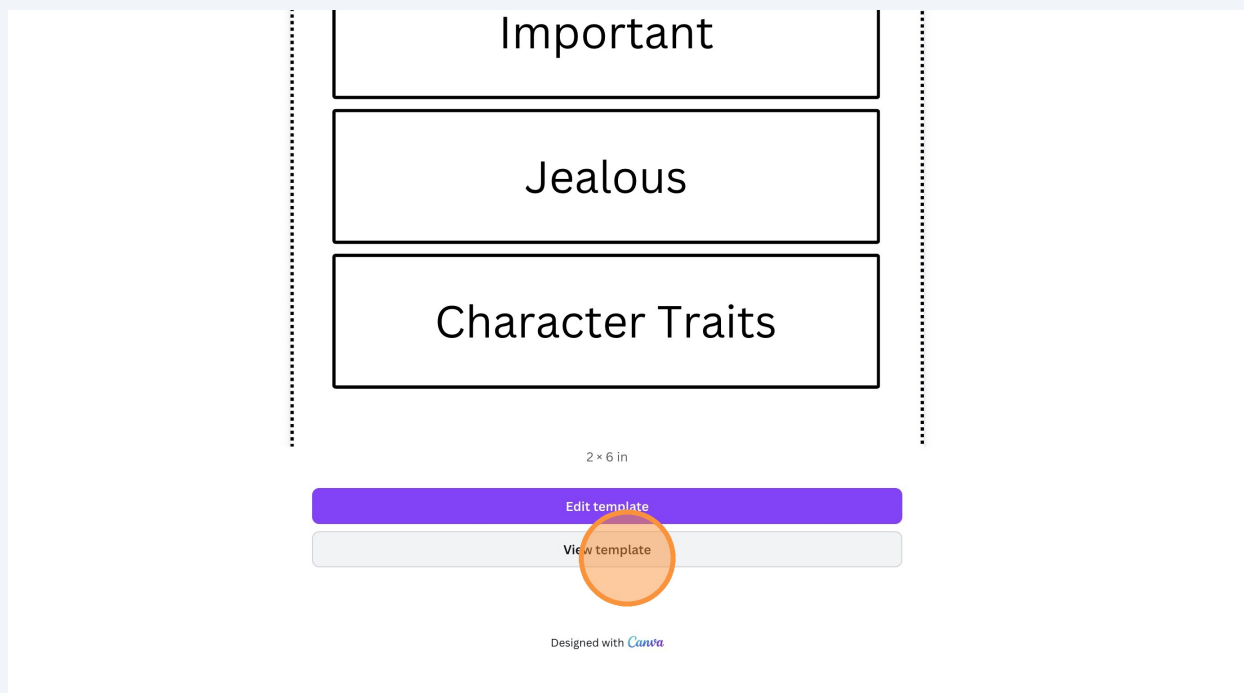 Important
Jealous
Character Traits
2 × 6 in
Edit template
View template
Designed with Canva